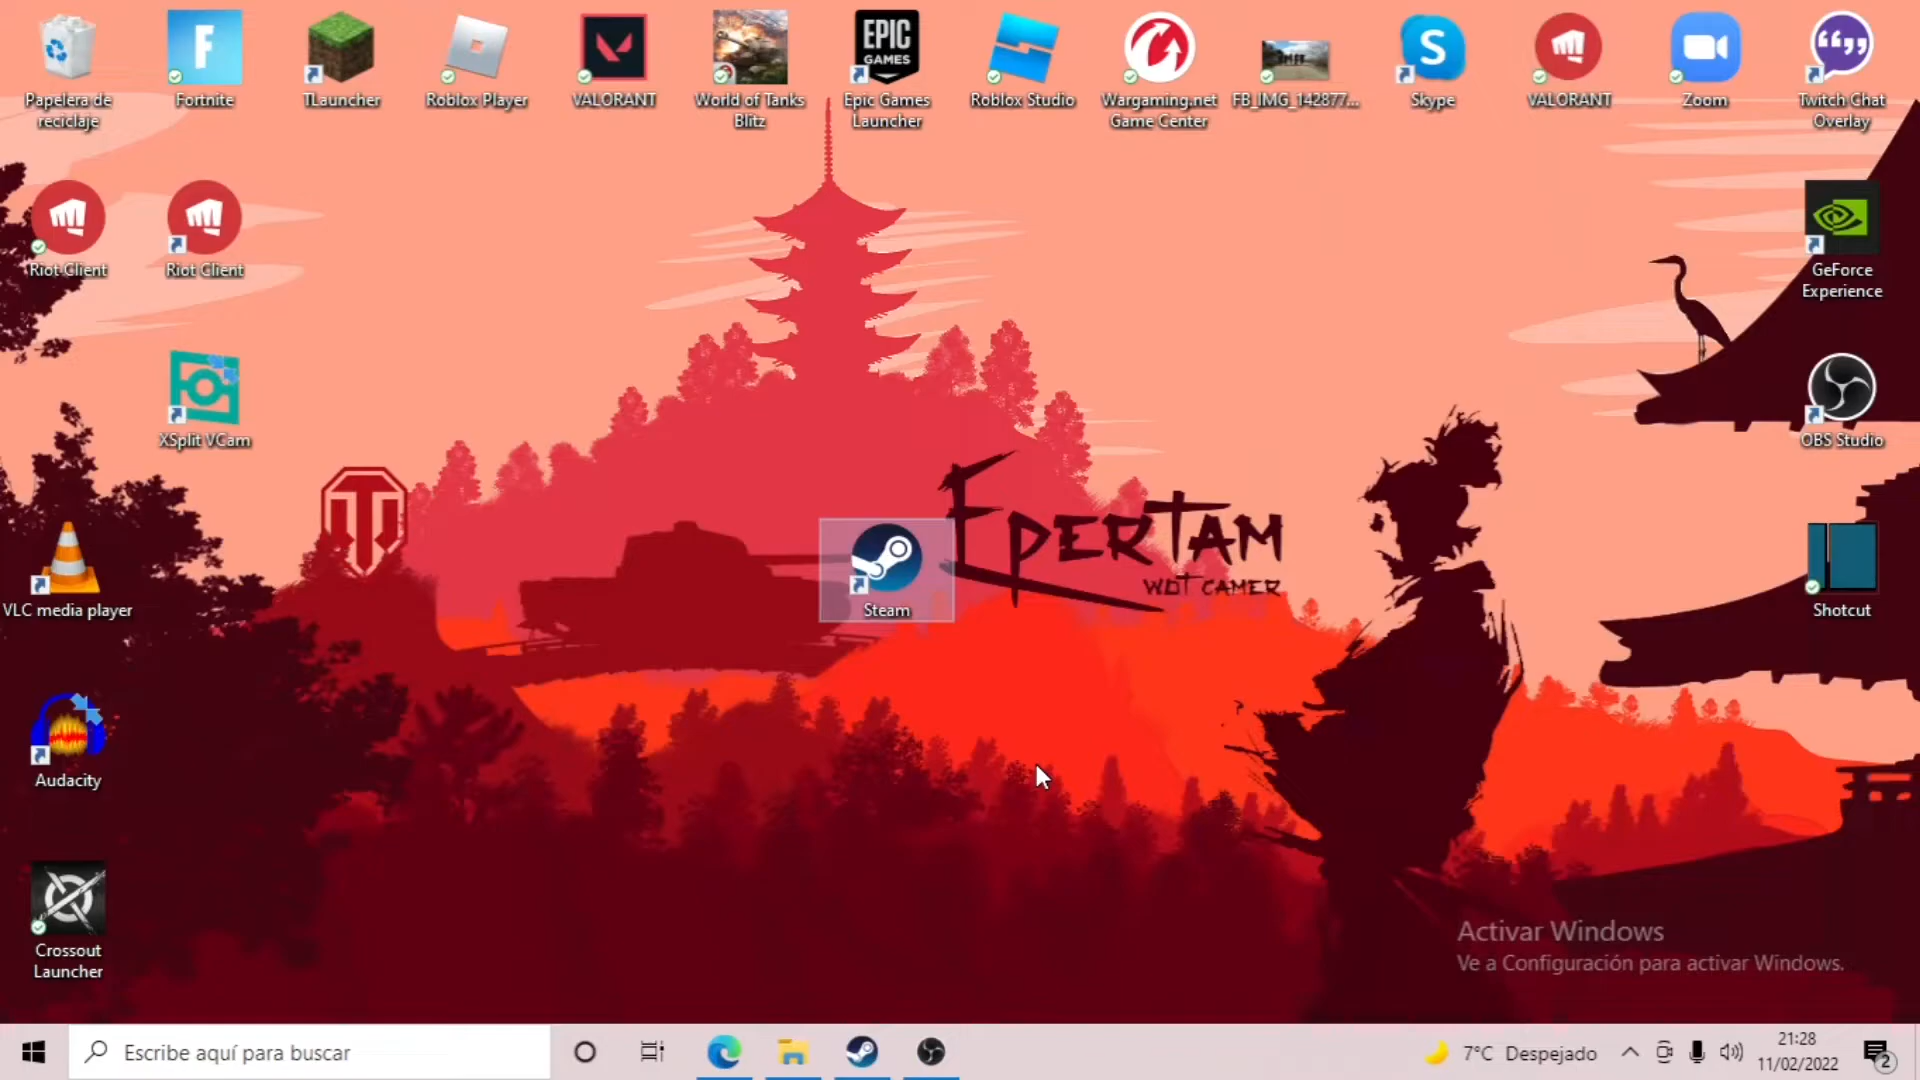 Papelera de
reciclaje
Fortnite
TLauncher
Roblox Player
VALORANT
World of Tanks
Blitz
EPIC
GAMES
Epic Games
Launcher
Roblox Studio
Wargaming.net
Game Center
FB_IMG_142877...
Skype
VALORANT
Zoom
Twitch Chat
Overlay
Riot Client
Riot Client
GeForce
Experience
XSplit VCam
OBS Studio
EPERTAM
WOT GAMER
VLC media player
Steam
Shotcut
Audacity
Crossout
Launcher
Activar Windows
Ve a Configuración para activar Windows.
Escribe aquí para buscar
7°C Despejado
21:28
11/02/2022
2